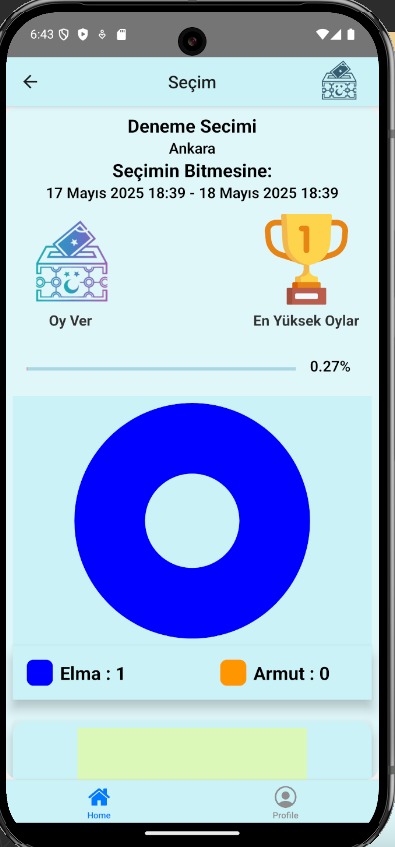 6:43
Seçim
Deneme Secimi
Ankara
Seçimin Bitmesine:
17 Mayıs 2025 18:39 - 18 Mayıs 2025 18:39
1
Oy Ver
En Yüksek Oylar
0.27%
Elma : 1
Armut : 0
Home
Profile